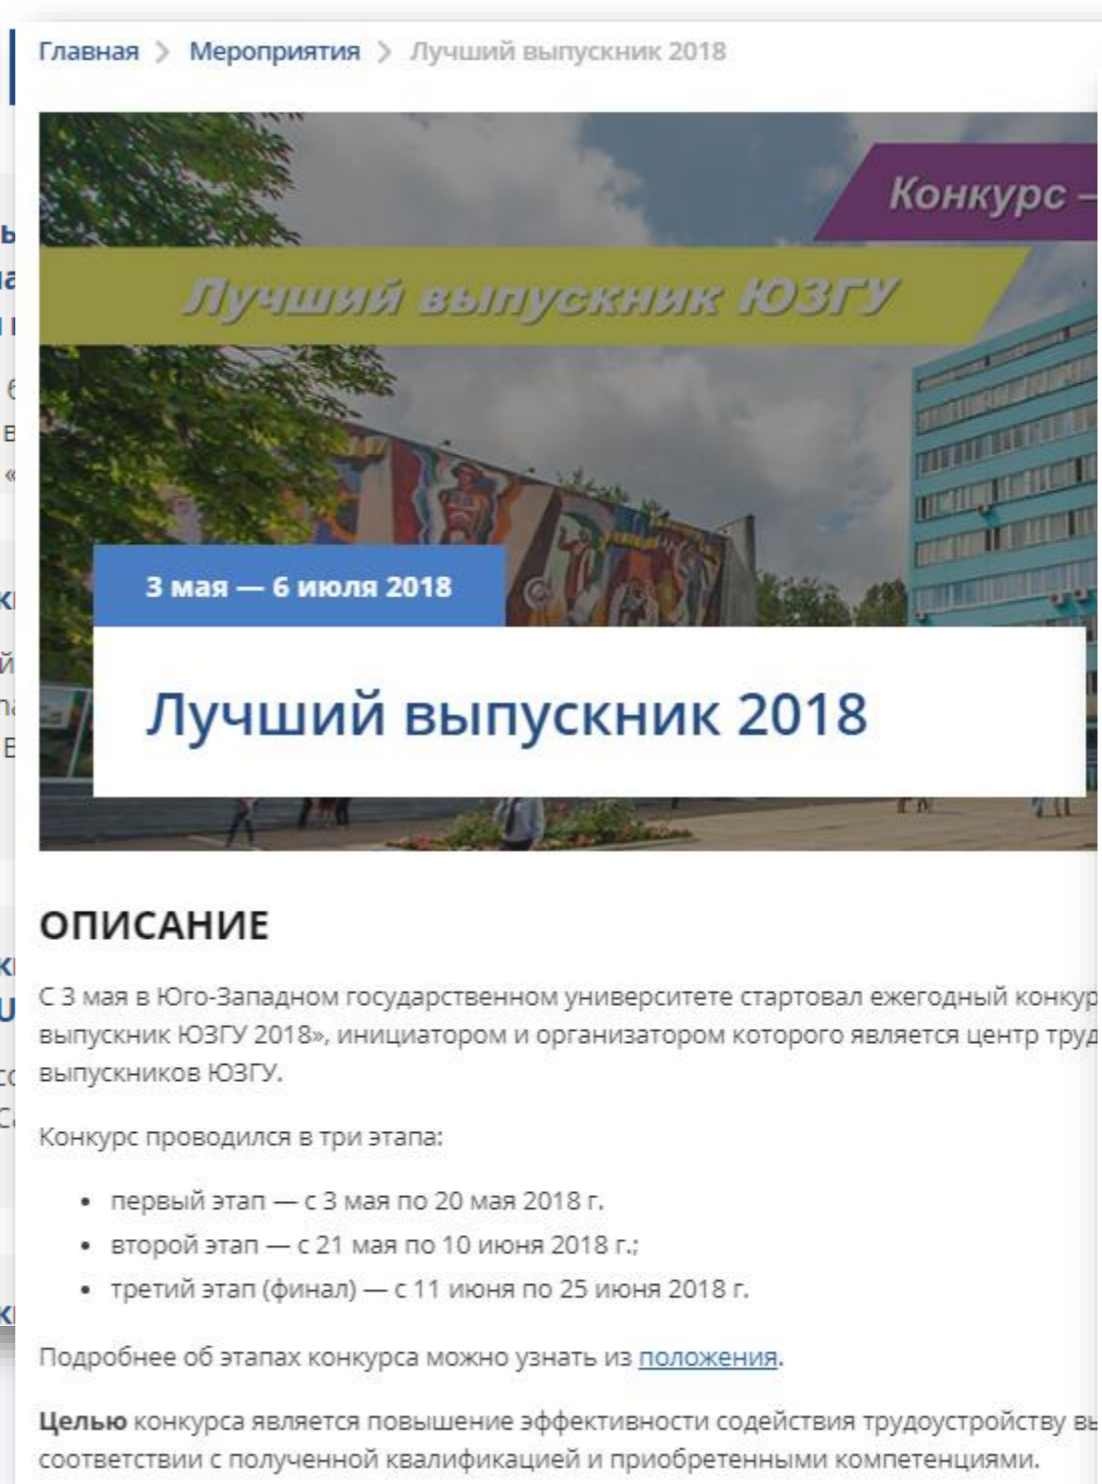 Главная > Мероприятия > Лучший выпускник 2018
Конкурс –
Лучший выпускник ЮЗГУ
3 мая — 6 июля 2018
Лучший выпускник 2018
ОПИСАНИЕ
С 3 мая в Юго-Западном государственном университете стартовал ежегодный
выпускник ЮЗГУ 2018», инициатором и организатором которого является центр
выпускников ЮЗГУ.
Конкурс проводился в три этапа:
• первый этап — с 3 мая по 20 мая 2018 г.
• второй этап — с 21 мая по 10 июня 2018 г.;
• третий этап (финал) — с 11 июня по 25 июня 2018 г.
Подробнее об этапах конкурса можно узнать из положения.
Целью конкурса является повышение эффективности содействия трудоустройству
соответствии с полученной квалификацией и приобретенными компетенциями.